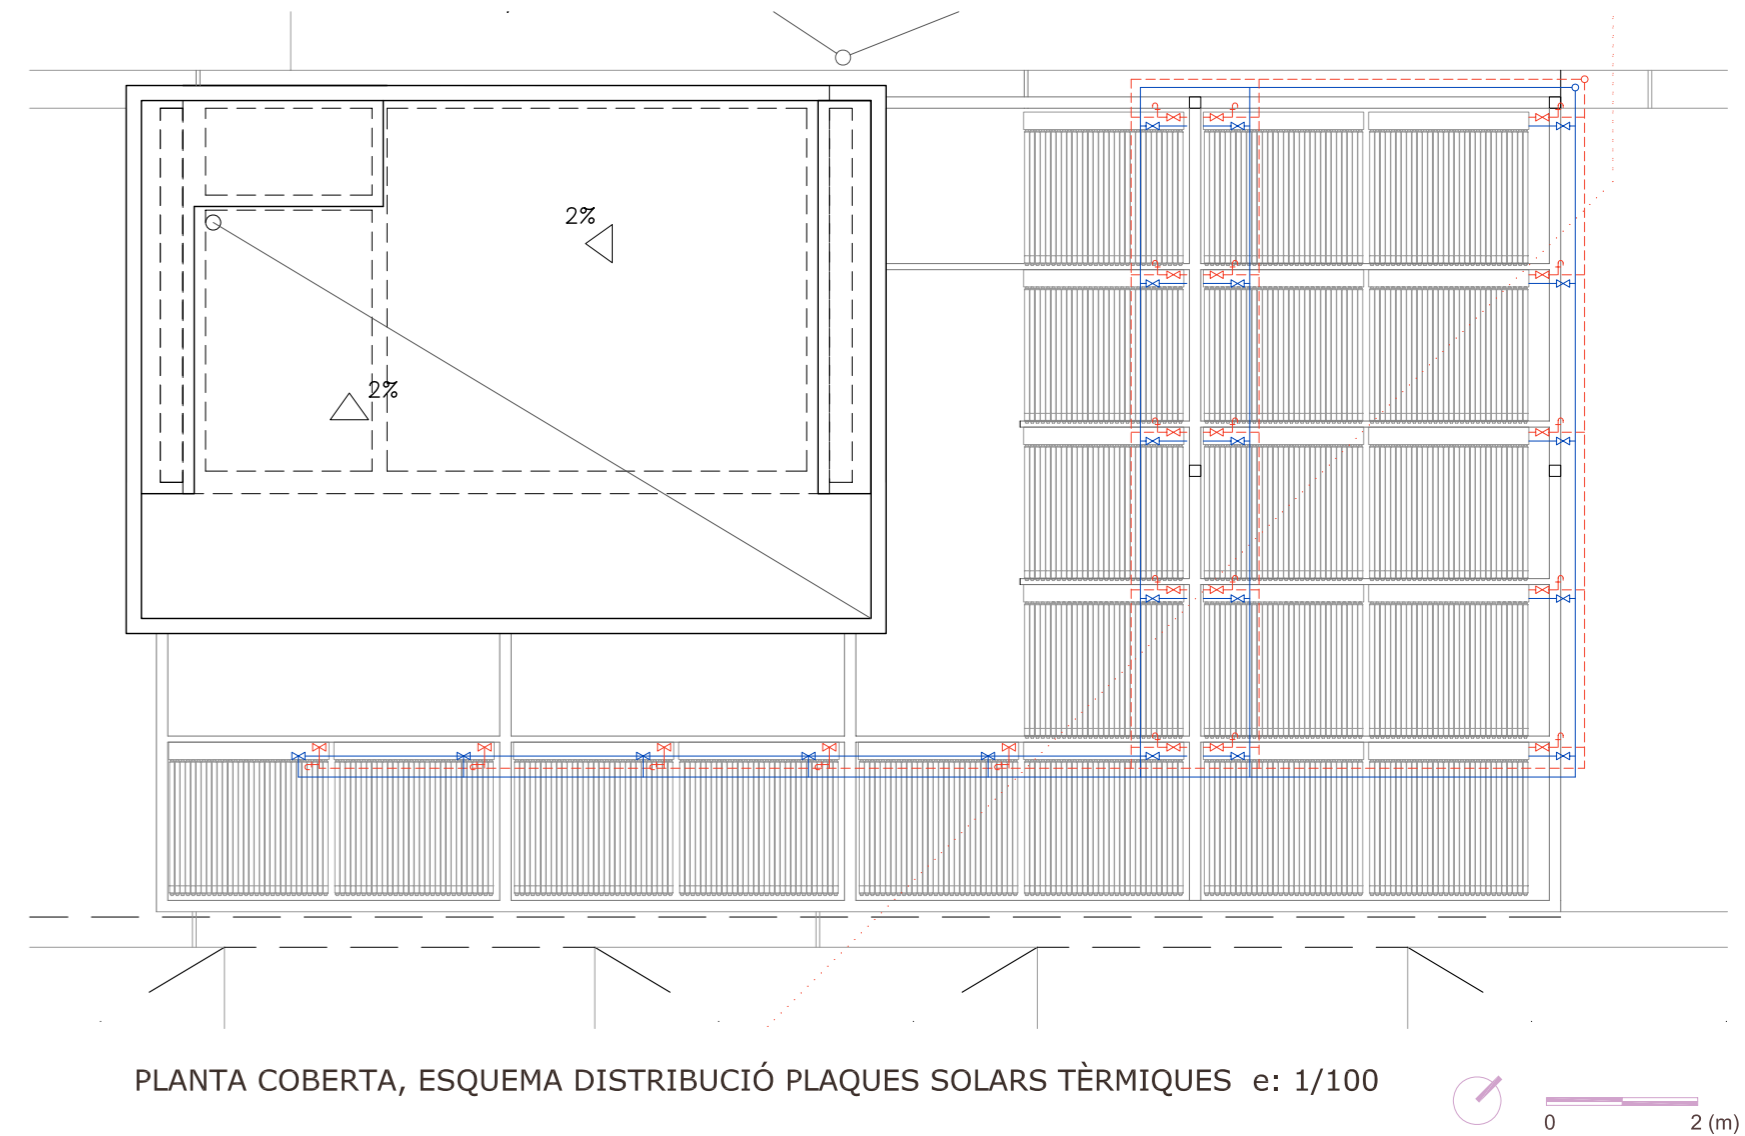 2%
2%
PLANTA COBERTA, ESQUEMA DISTRIBUCIÓ PLAQUES SOLARS TÈRMIQUES e: 1/100
0 2 (m)